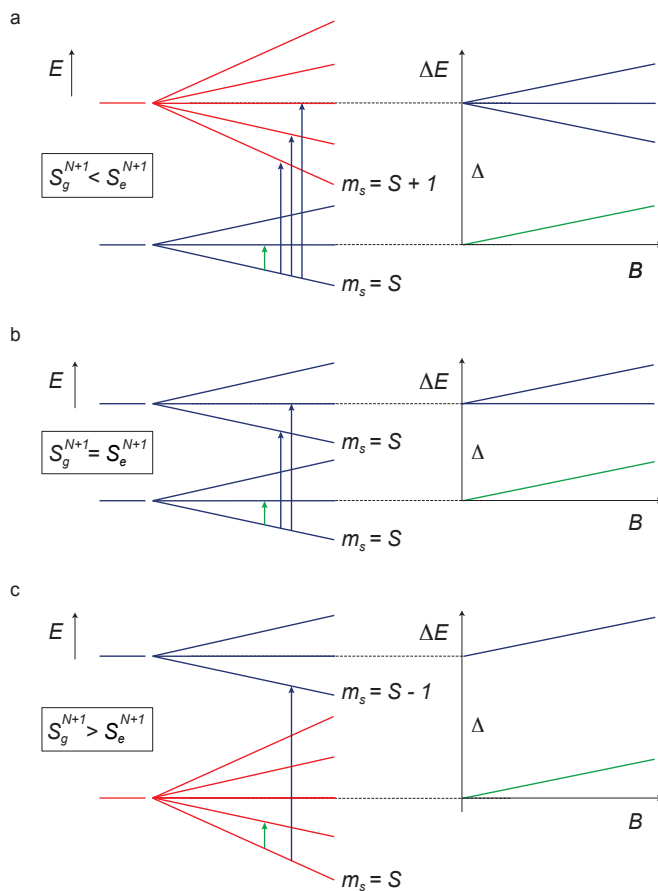 a
E
ΔE
S_g^{N+1} < S_e^{N+1}
Δ
m_s = S + 1
m_s = S
B
b
E
ΔE
S_g^{N+1} = S_e^{N+1}
Δ
m_s = S
m_s = S
B
c
E
ΔE
m_s = S - 1
S_g^{N+1} > S_e^{N+1}
Δ
B
m_s = S